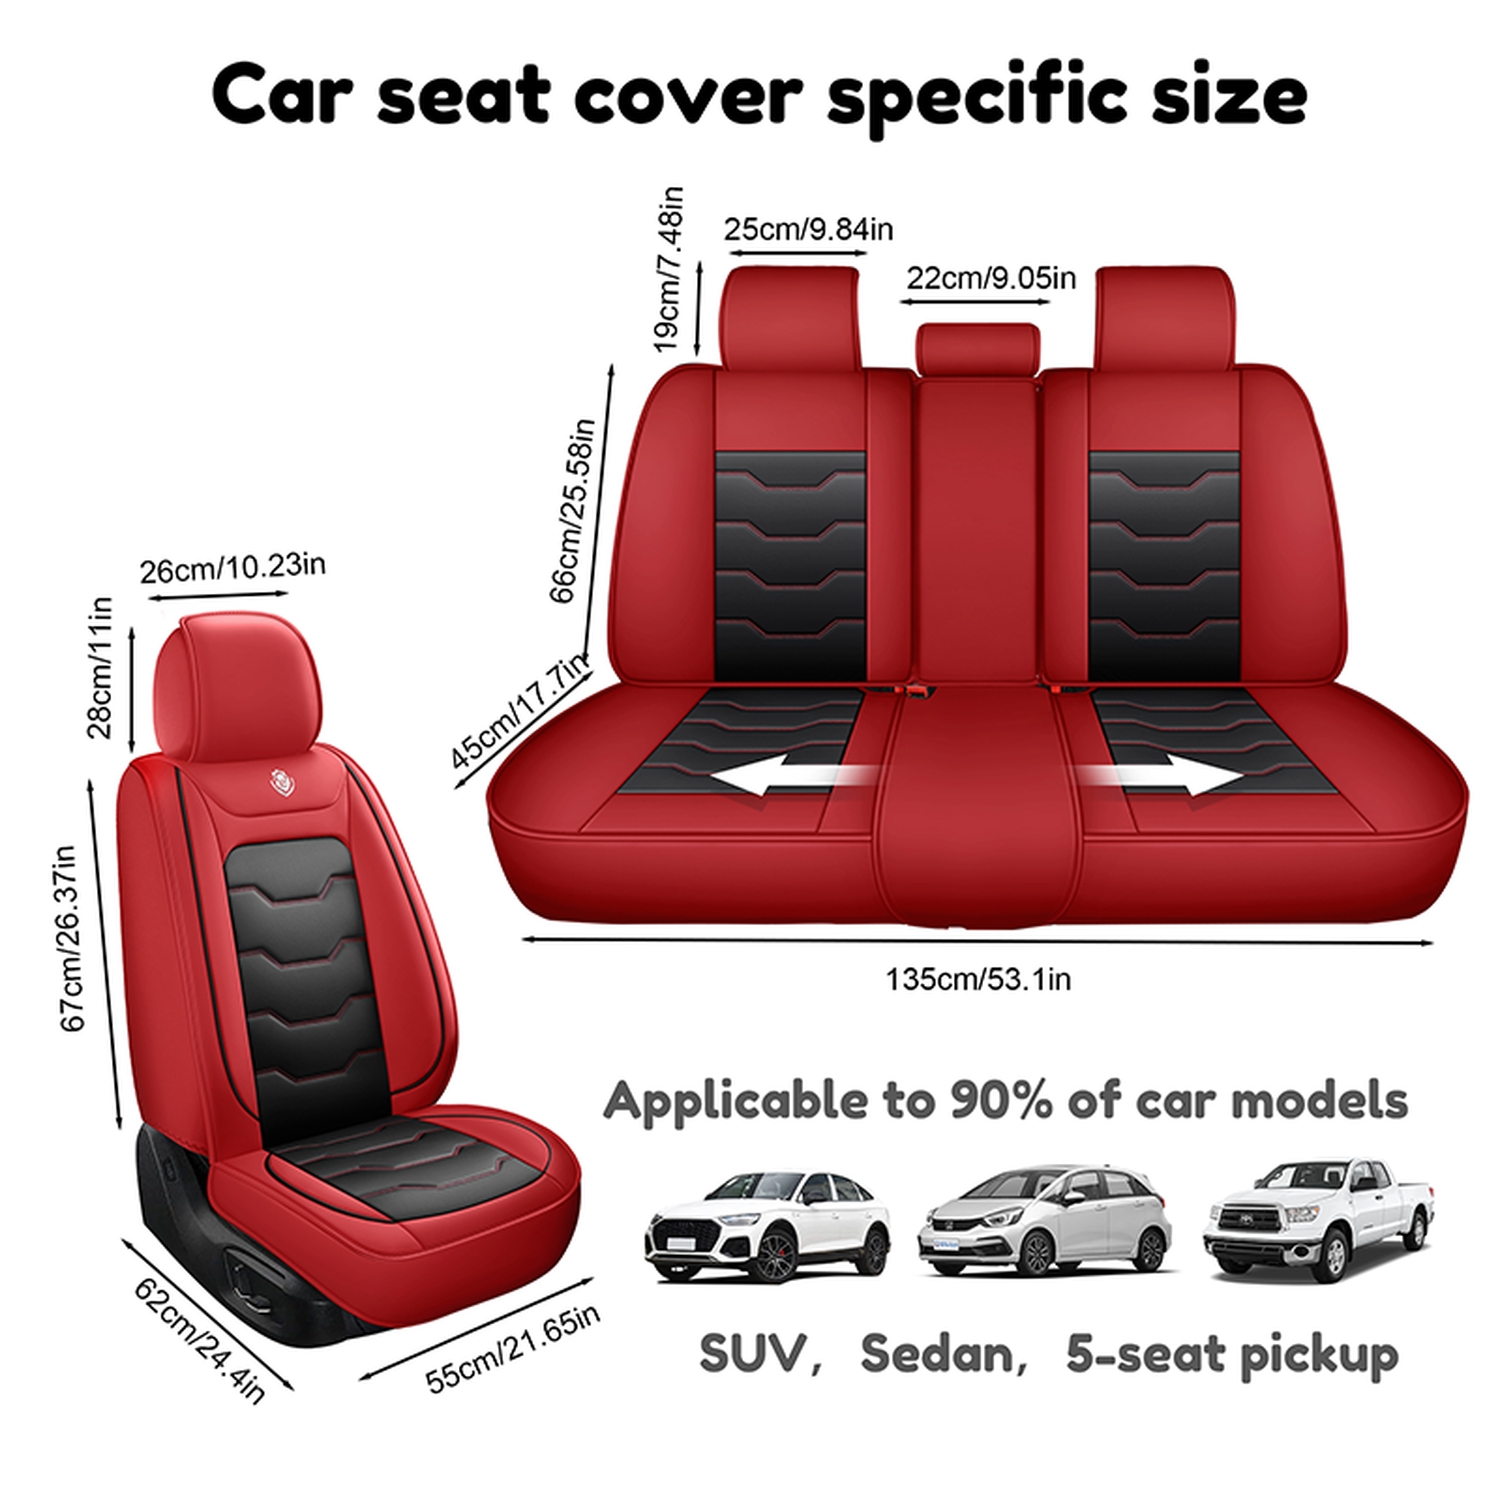 Car seat cover specific size
19cm/7.48in
25cm/9.84in
22cm/9.05in
66cm/25.58in
45cm/17.7in
135cm/53.1in
26cm/10.23in
28cm/11in
67cm/26.37in
62cm/24.4in
55cm/21.65in
Applicable to 90% of car models
SUV, Sedan, 5-seat pickup